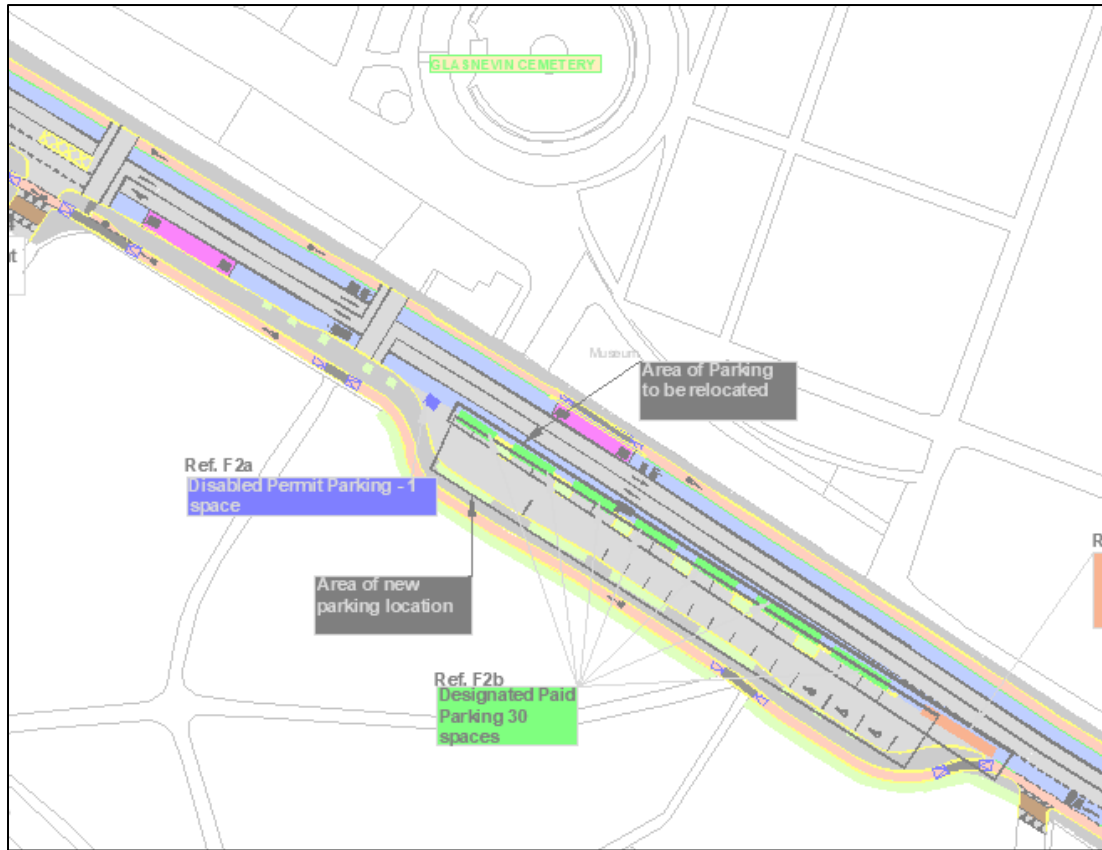 GLASNEVIN CEMETERY
Museum
Area of Parking
to be relocated
Ref. F2a
Disabled Permit Parking - 1
space
Area of new
parking location
Ref. F2b
Designated Paid
Parking 30
spaces